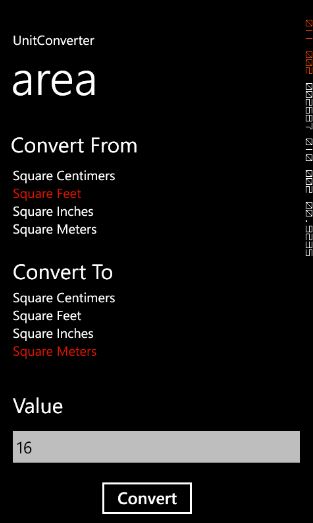 UnitConverter
area
Convert From
Square Centimers
Square Feet
Square Inches
Square Meters
Convert To
Square Centimers
Square Feet
Square Inches
Square Meters
Value
16
Convert